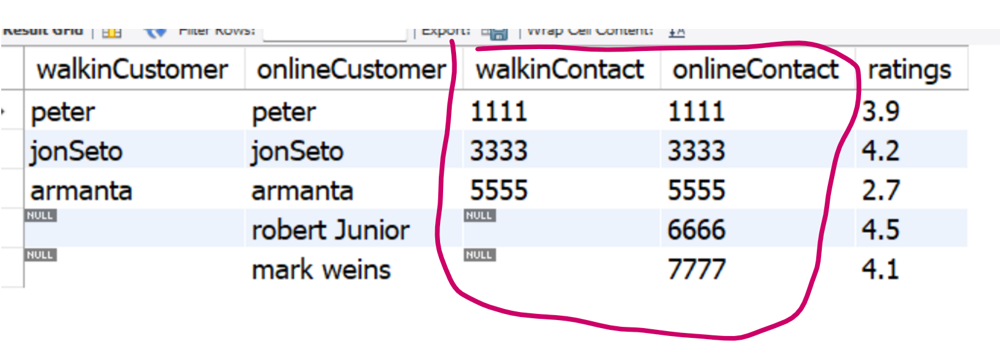 Result Grid | Filter Rows: | Export: | Wrap Cell Content: IA
walkinCustomer onlineCustomer walkinContact onlineContact ratings
peter peter 1111 1111 3.9
jonSeto jonSeto 3333 3333 4.2
armanta armanta 5555 5555 2.7
NULL robert Junior NULL 6666 4.5
NULL mark weins NULL 7777 4.1